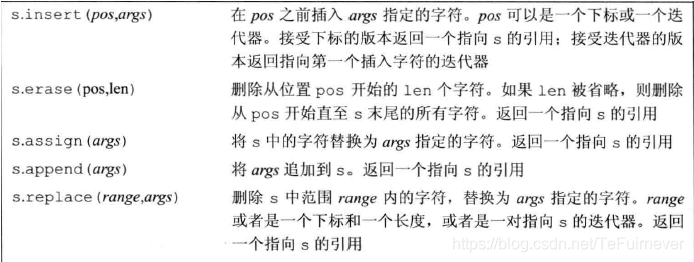 s.insert(pos,args) 在 pos 之前插入 args 指定的字符。pos 可以是一个下标或一个迭
代器。接受下标的版本返回一个指向 s 的引用；接受迭代器的版
本返回指向第一个插入字符的迭代器
s.erase(pos,len) 删除从位置 pos 开始的 len 个字符。如果 len 被省略，则删除
从 pos 开始直至 s 末尾的所有字符。返回一个指向 s 的引用
s.assign(args) 将 s 中的字符替换为 args 指定的字符。返回一个指向 s 的引用
s.append(args) 将 args 追加到 s。返回一个指向 s 的引用
s.replace(range,args) 删除 s 中范围 range 内的字符，替换为 args 指定的字符。range
或者是一个下标和一个长度，或者是一对指向 s 的迭代器。返回
一个指向 s 的引用
https://blog.csdn.net/TeFuirnever